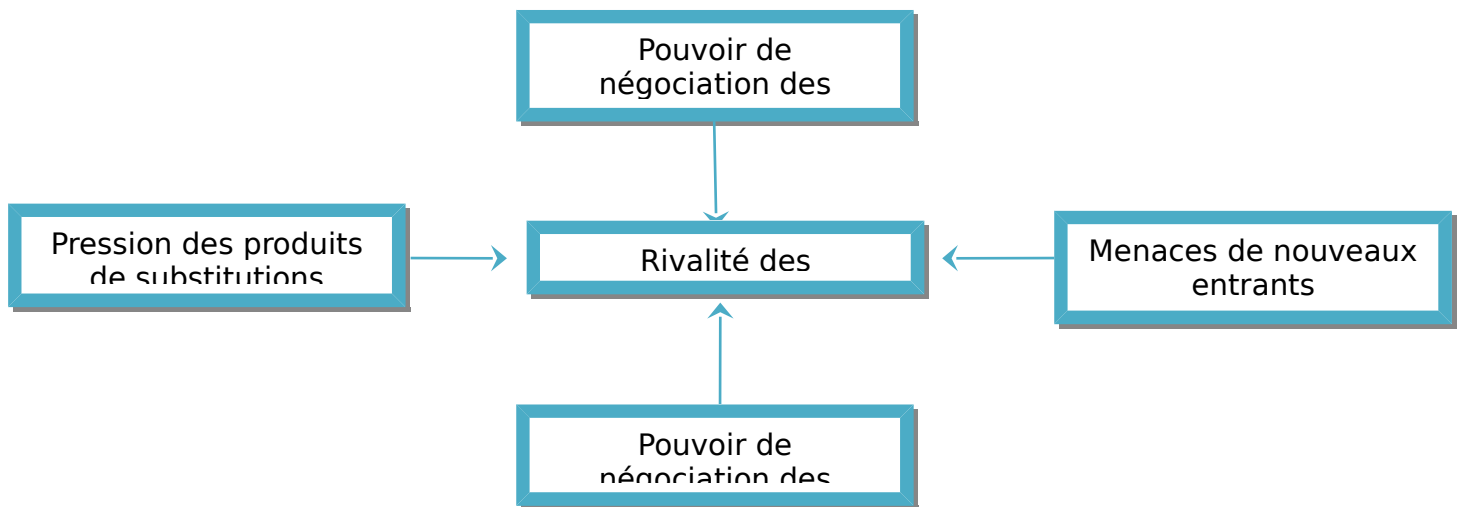 Pouvoir de
négociation des
Pression des produits
de substitutions
Rivalité des
Menaces de nouveaux
entrants
Pouvoir de
négociation des